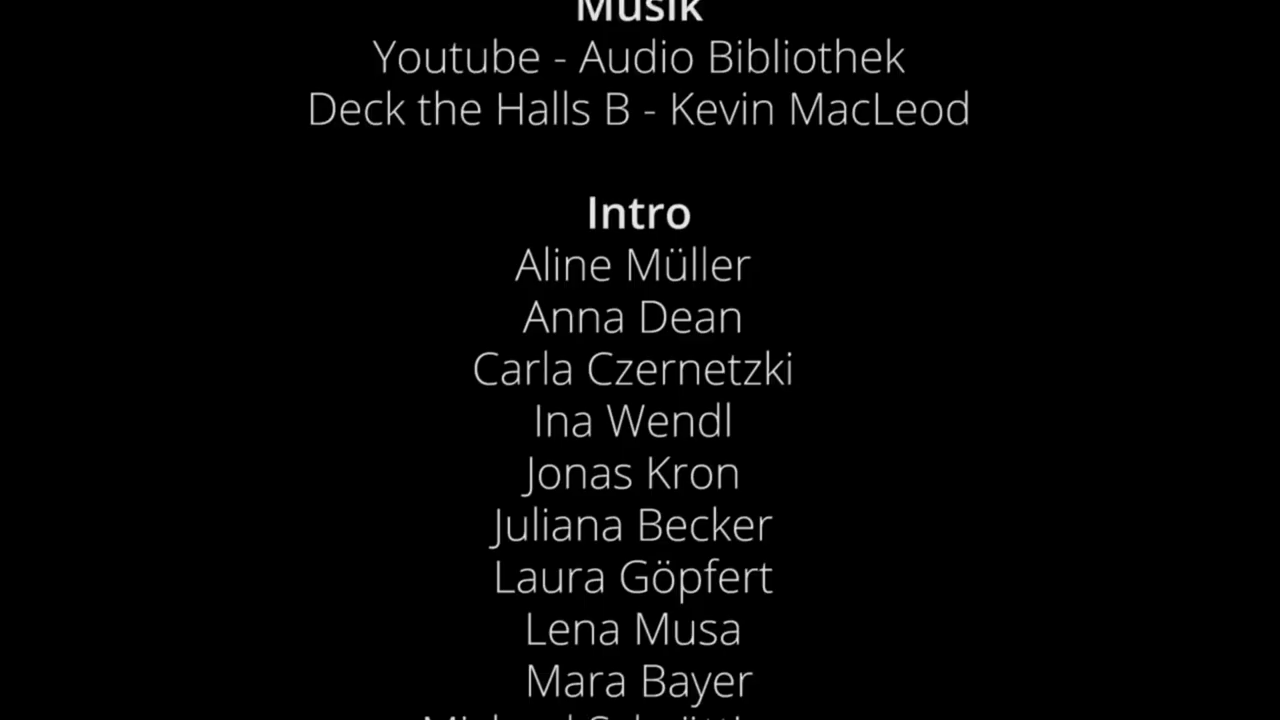 Musik
Youtube - Audio Bibliothek
Deck the Halls B - Kevin MacLeod
Intro
Aline Müller
Anna Dean
Carla Czernetzki
Ina Wendl
Jonas Kron
Juliana Becker
Laura Göpfert
Lena Musa
Mara Bayer